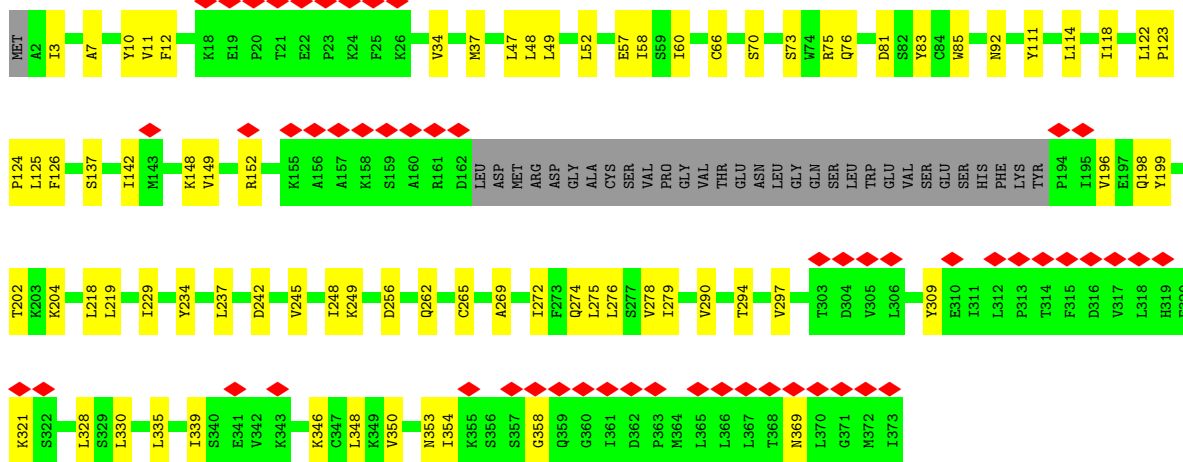 MET A2 I3 A7 Y10 V11 F12 K18 E19 P20 T21 E22 P23 K24 F25 K26 V34 M37 L47 L48 L49 L52 E57 I58 S59 I60 C66 S70 S73 W74 R75 Q76 D81 S82 Y83 C84 W85 N92 Y111 L114 I118 L122 P123
P124 L125 F126 S137 I142 M143 K148 V149 R152 K155 A156 A157 K158 S159 A160 R161 D162 LEU ASP MET ARG ASP GLY ALA CYS SER VAL PRO GLY VAL THR GLU ASN LEU GLY GLN SER LEU TRP GLU VAL SER GLU SER HIS PHE LYS TYR P194 I195 V196 E197 Q198 Y199
T202 K203 K204 L218 L219 I229 Y234 L237 D242 V245 I248 K249 D256 Q262 C265 A269 I272 F273 Q274 L275 L276 S277 V278 I279 V290 T294 V297 T303 D304 V305 L306 Y309 E310 I311 L312 P313 T314 F315 D316 V317 L318 H319
K321 S322 L328 S329 L330 L335 I339 S340 E341 V342 K343 K346 C347 L348 K349 V350 N353 I354 K355 S356 S357 G358 Q359 G360 I361 D362 P363 M364 L365 L366 L367 T368 N369 L370 G371 M372 I373